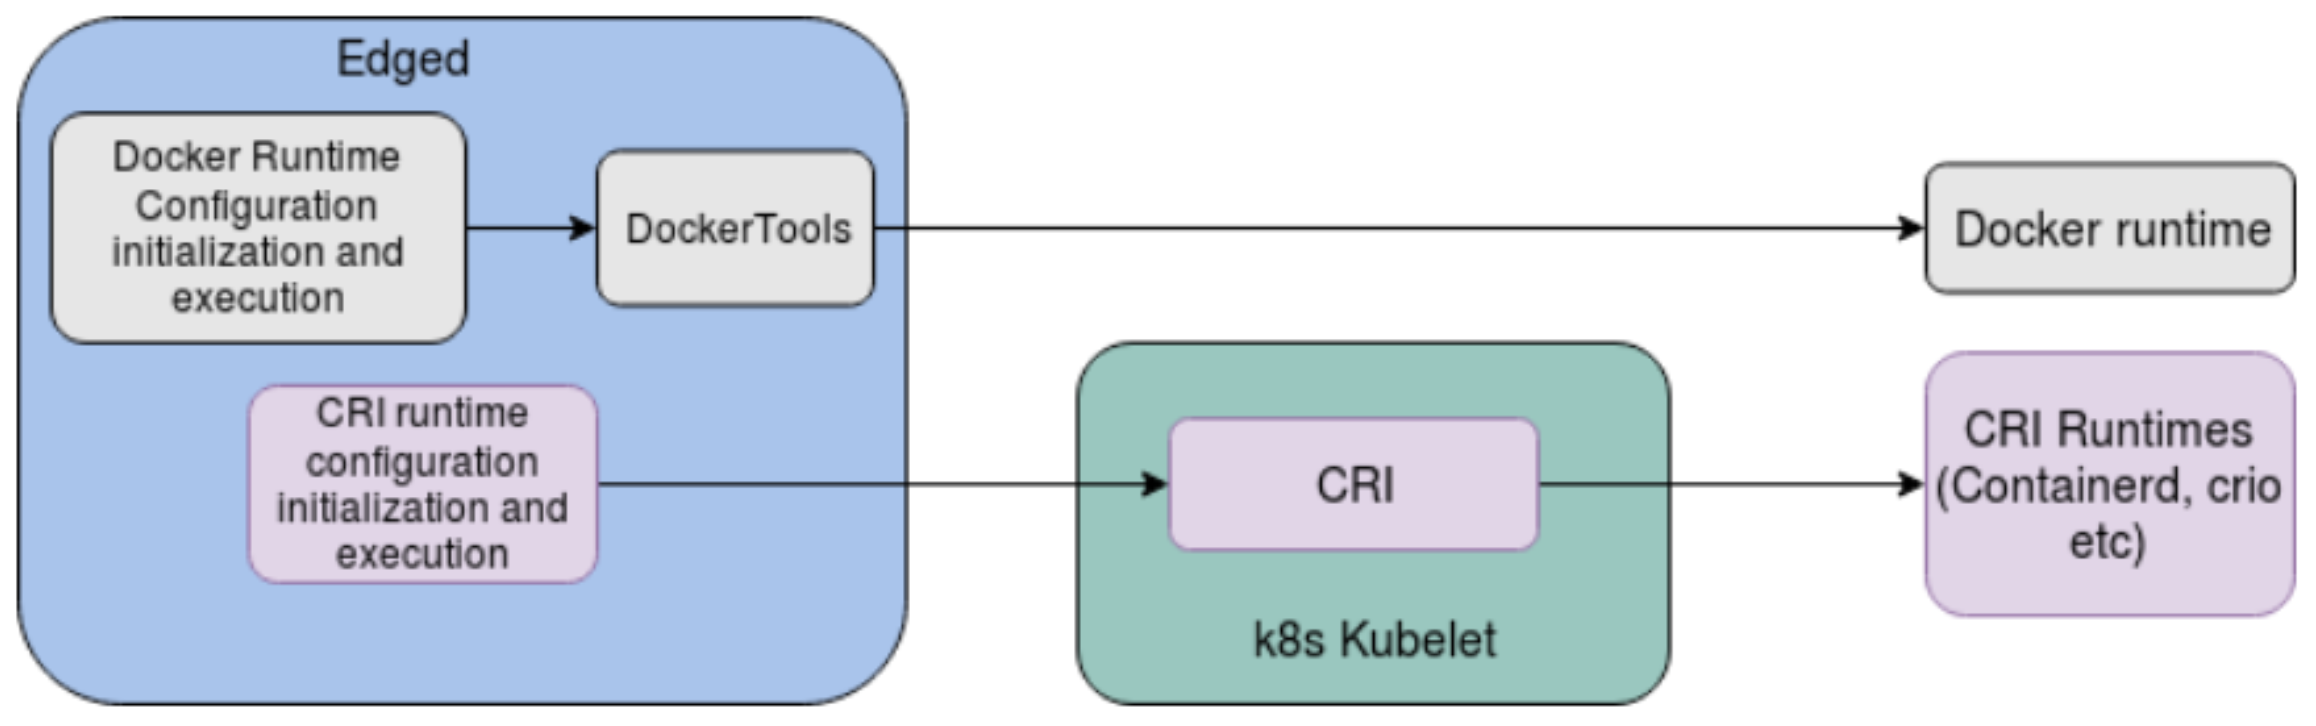 Edged
Docker Runtime
Configuration
initialization and
execution
DockerTools
Docker runtime
CRI runtime
configuration
initialization and
execution
CRI
k8s Kubelet
CRI Runtimes
(Containerd, crio
etc)